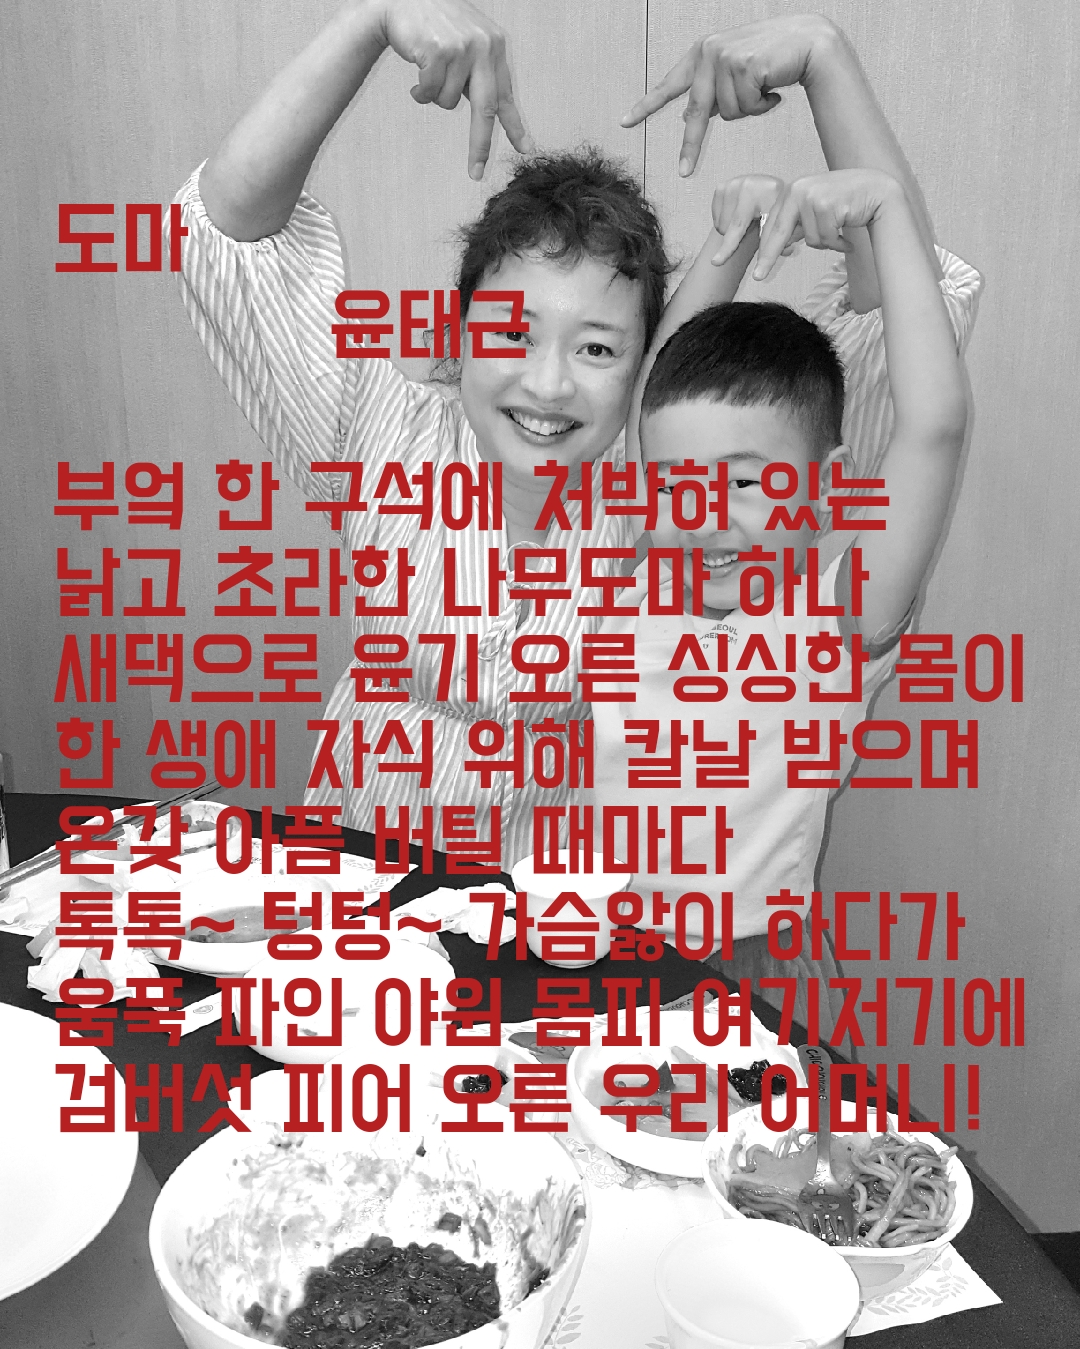 도마
윤태근
부엌 한 구석에 처박혀 있는
낡고 초라한 나무도마 하나
새댁으로 윤기 오른 싱싱한 몸이
한 생애 자식 위해 칼날 받으며
온갖 아픔 버틸 때마다
톡톡~ 텅텅~ 가슴앓이 하다가
움푹 파인 야윈 몸피 여기저기에
검버섯 피어 오른 우리 어머니!